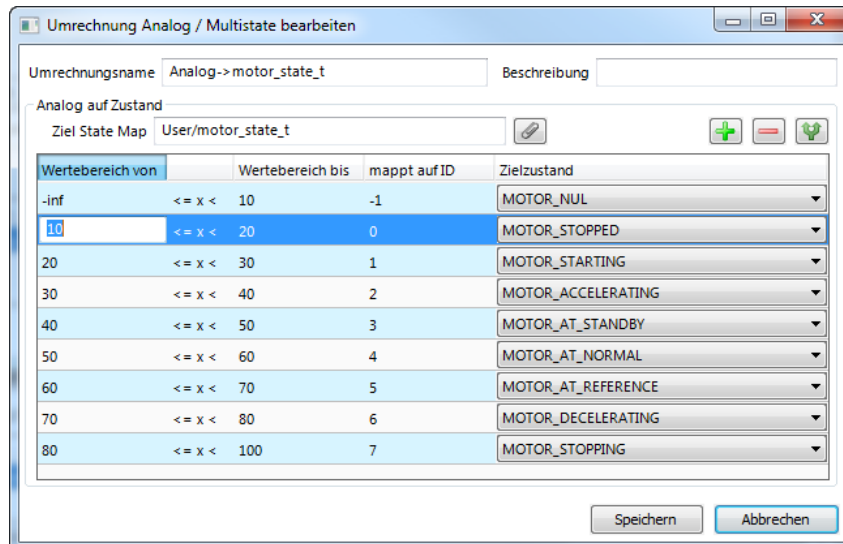 Umrechnung Analog / Multistate bearbeiten
Umrechnungsname Analog->motor_state_t Beschreibung
Analog auf Zustand
Ziel State Map User/motor_state_t
Wertebereich von Wertebereich bis mappt auf ID Zielzustand
-inf <= x < 10 -1 MOTOR_NUL
10 <= x < 20 0 MOTOR_STOPPED
20 <= x < 30 1 MOTOR_STARTING
30 <= x < 40 2 MOTOR_ACCELERATING
40 <= x < 50 3 MOTOR_AT_STANDBY
50 <= x < 60 4 MOTOR_AT_NORMAL
60 <= x < 70 5 MOTOR_AT_REFERENCE
70 <= x < 80 6 MOTOR_DECELERATING
80 <= x < 100 7 MOTOR_STOPPING
Speichern Abbrechen